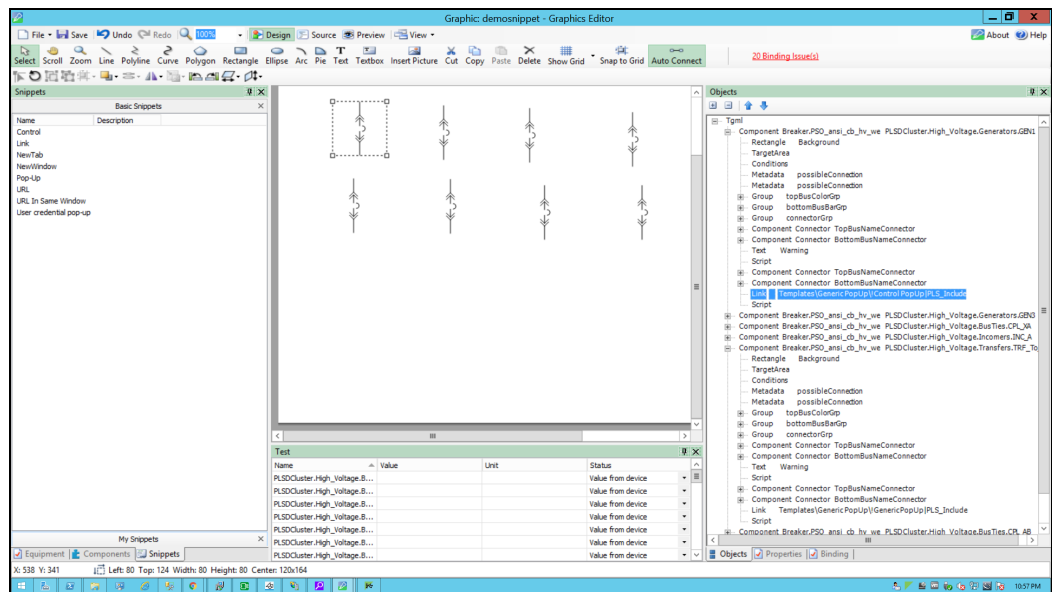 Graphic: demosnippet - Graphics Editor
File Save Undo Redo 100% Design Source Preview View About Help
Select Scroll Zoom Line Polyline Curve Polygon Rectangle Ellipse Arc Pie Text Textbox Insert Picture Cut Copy Paste Delete Show Grid Snap to Grid Auto Connect 20 Binding Issue(s)
Snippets
Basic Snippets
Name Description
Control
Link
NewTab
NewWindow
Pop-Up
URL
URL In Same Window
User credential pop-up
My Snippets
Equipment Components Snippets
Test
Name Value Unit Status
PLSDCluster.High_Voltage.B... Value from device
PLSDCluster.High_Voltage.B... Value from device
PLSDCluster.High_Voltage.B... Value from device
PLSDCluster.High_Voltage.B... Value from device
PLSDCluster.High_Voltage.B... Value from device
PLSDCluster.High_Voltage.B... Value from device
PLSDCluster.High_Voltage.B... Value from device
Objects
Tgml
Component Breaker.PSO_ansi_cb_hv_we PLSDCluster.High_Voltage.Generators.GEN1
Rectangle Background
TargetArea
Conditions
Metadata possibleConnection
Metadata possibleConnection
Group topBusColorGrp
Group bottomBusBarGrp
Group connectorGrp
Component Connector TopBusNameConnector
Component Connector BottomBusNameConnector
Text Warning
Script
Component Connector TopBusNameConnector
Component Connector BottomBusNameConnector
Link Templates\GenericPopUp\!ControlPopUp|PLS_Include
Script
Component Breaker.PSO_ansi_cb_hv_we PLSDCluster.High_Voltage.Generators.GEN3
Component Breaker.PSO_ansi_cb_hv_we PLSDCluster.High_Voltage.BusTies.CPL_XA
Component Breaker.PSO_ansi_cb_hv_we PLSDCluster.High_Voltage.Incomers.INC_A
Component Breaker.PSO_ansi_cb_hv_we PLSDCluster.High_Voltage.Transfers.TRF_To
Rectangle Background
TargetArea
Conditions
Metadata possibleConnection
Metadata possibleConnection
Group topBusColorGrp
Group bottomBusBarGrp
Group connectorGrp
Component Connector TopBusNameConnector
Component Connector BottomBusNameConnector
Text Warning
Script
Component Connector TopBusNameConnector
Component Connector BottomBusNameConnector
Link Templates\GenericPopUp\!GenericPopUp|PLS_Include
Script
Component Breaker.PSO_ansi_cb_hv_we PLSDCluster.High_Voltage.BusTies.CPL_AB
Objects Properties Binding
X: 538 Y: 341 Left: 80 Top: 124 Width: 80 Height: 80 Center: 120x164
10:57 PM